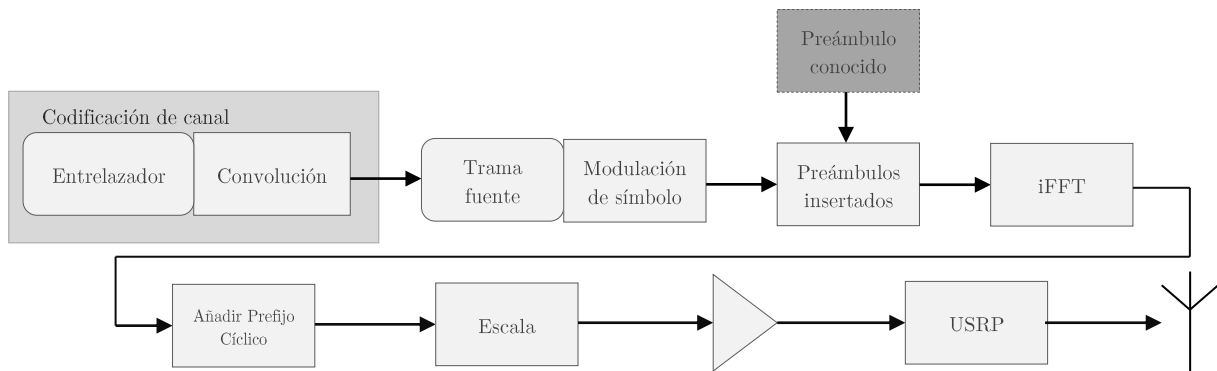 Preámbulo
conocido
Codificación de canal
Entrelazador
Convolución
Trama
fuente
Modulación
de símbolo
Preámbulos
insertados
iFFT
Añadir Prefijo
Cíclico
Escala
USRP